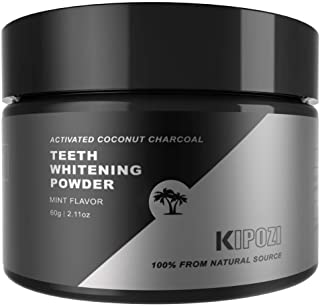 ACTIVATED COCONUT CHARCOAL
TEETH
WHITENING
POWDER
MINT FLAVOR
60g | 2.11oz
KIPOZI
100% FROM NATURAL SOURCE